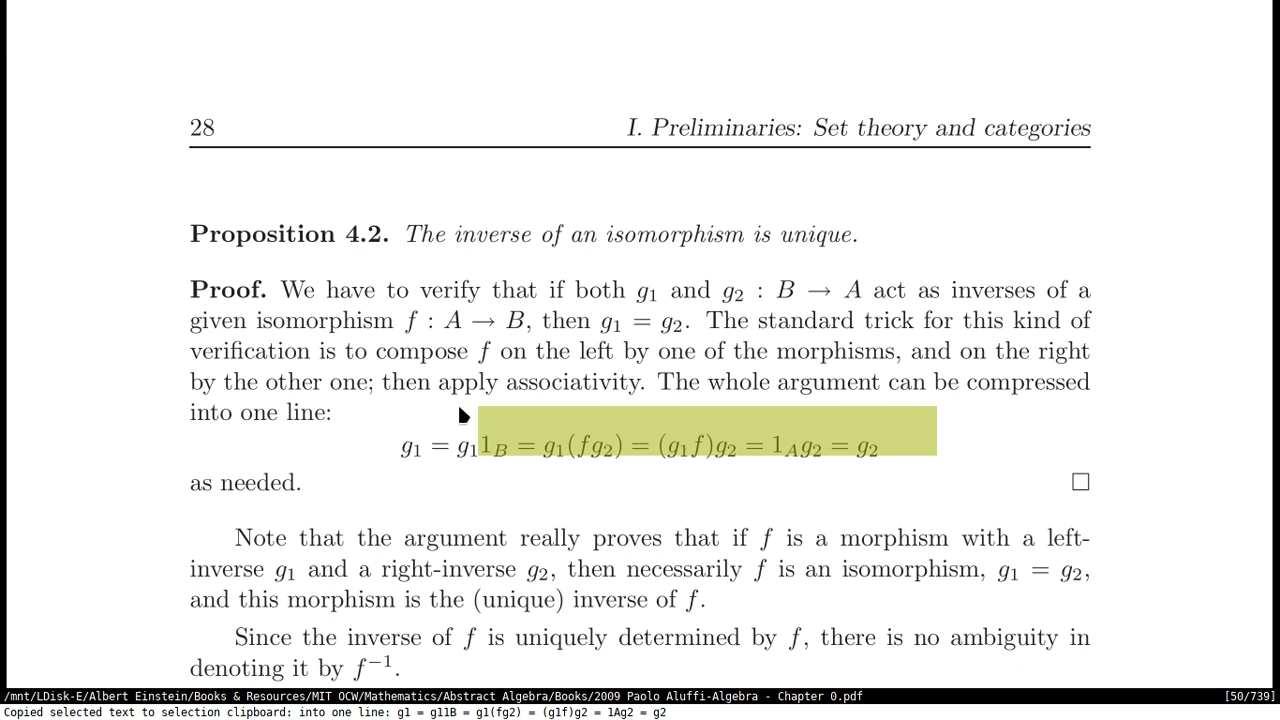 28 I. Preliminaries: Set theory and categories
Proposition 4.2. The inverse of an isomorphism is unique.
Proof. We have to verify that if both g₁ and g₂ : B → A act as inverses of a
given isomorphism f : A → B, then g₁ = g₂. The standard trick for this kind of
verification is to compose f on the left by one of the morphisms, and on the right
by the other one; then apply associativity. The whole argument can be compressed
into one line:
g₁ = g₁1_B = g₁(fg₂) = (g₁f)g₂ = 1_Ag₂ = g₂
as needed. □
Note that the argument really proves that if f is a morphism with a left-
inverse g₁ and a right-inverse g₂, then necessarily f is an isomorphism, g₁ = g₂,
and this morphism is the (unique) inverse of f.
Since the inverse of f is uniquely determined by f, there is no ambiguity in
denoting it by f⁻¹.
/mnt/LDisk-E/Albert Einstein/Books & Resources/MIT OCW/Mathematics/Abstract Algebra/Books/2009 Paolo Aluffi-Algebra - Chapter 0.pdf [50/739]
Copied selected text to selection clipboard: into one line: g1 = g11B = g1(fg2) = (g1f)g2 = 1Ag2 = g2